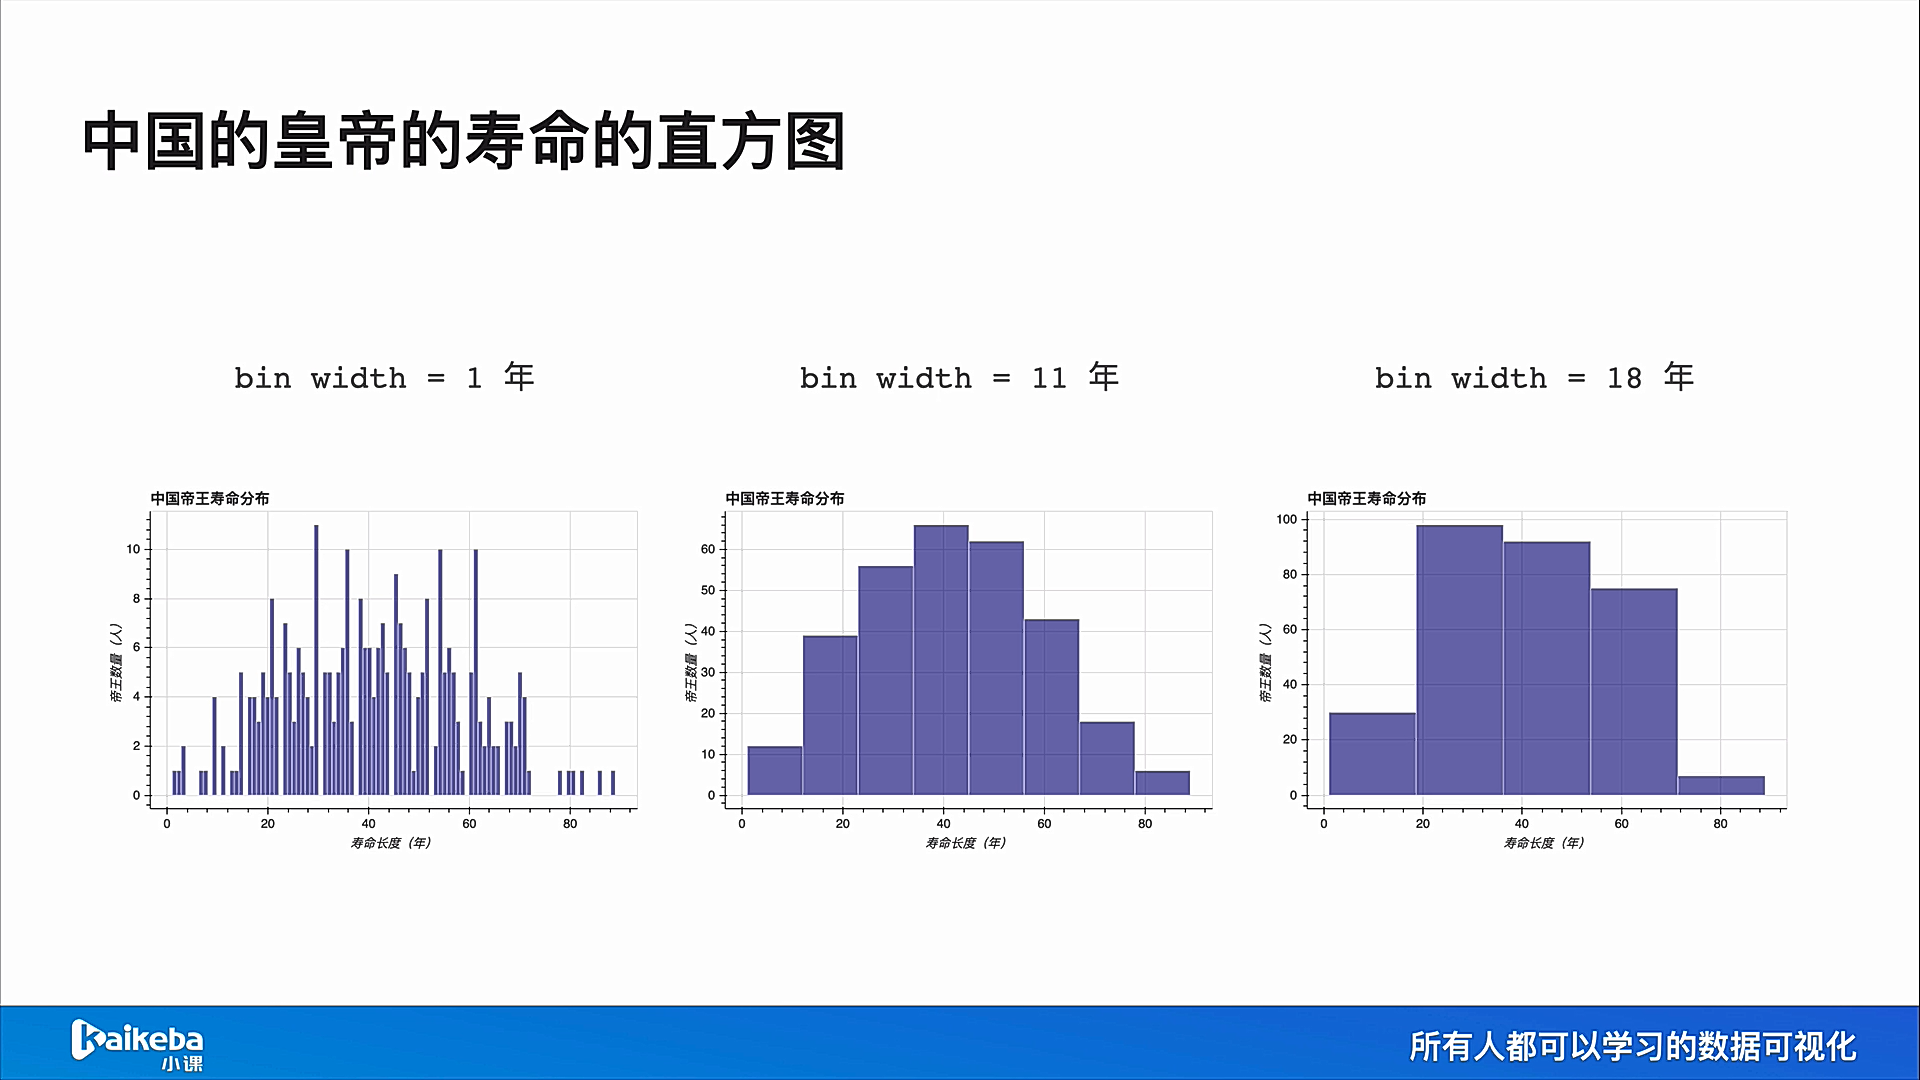 中国的皇帝的寿命的直方图
bin width = 1 年
bin width = 11 年
bin width = 18 年
中国帝王寿命分布
帝王数量（人）
10
8
6
4
2
0
0 20 40 60 80
寿命长度（年）
中国帝王寿命分布
帝王数量（人）
60
50
40
30
20
10
0
0 20 40 60 80
寿命长度（年）
中国帝王寿命分布
帝王数量（人）
100
80
60
40
20
0
0 20 40 60 80
寿命长度（年）
Kaikeba
小课
所有人都可以学习的数据可视化